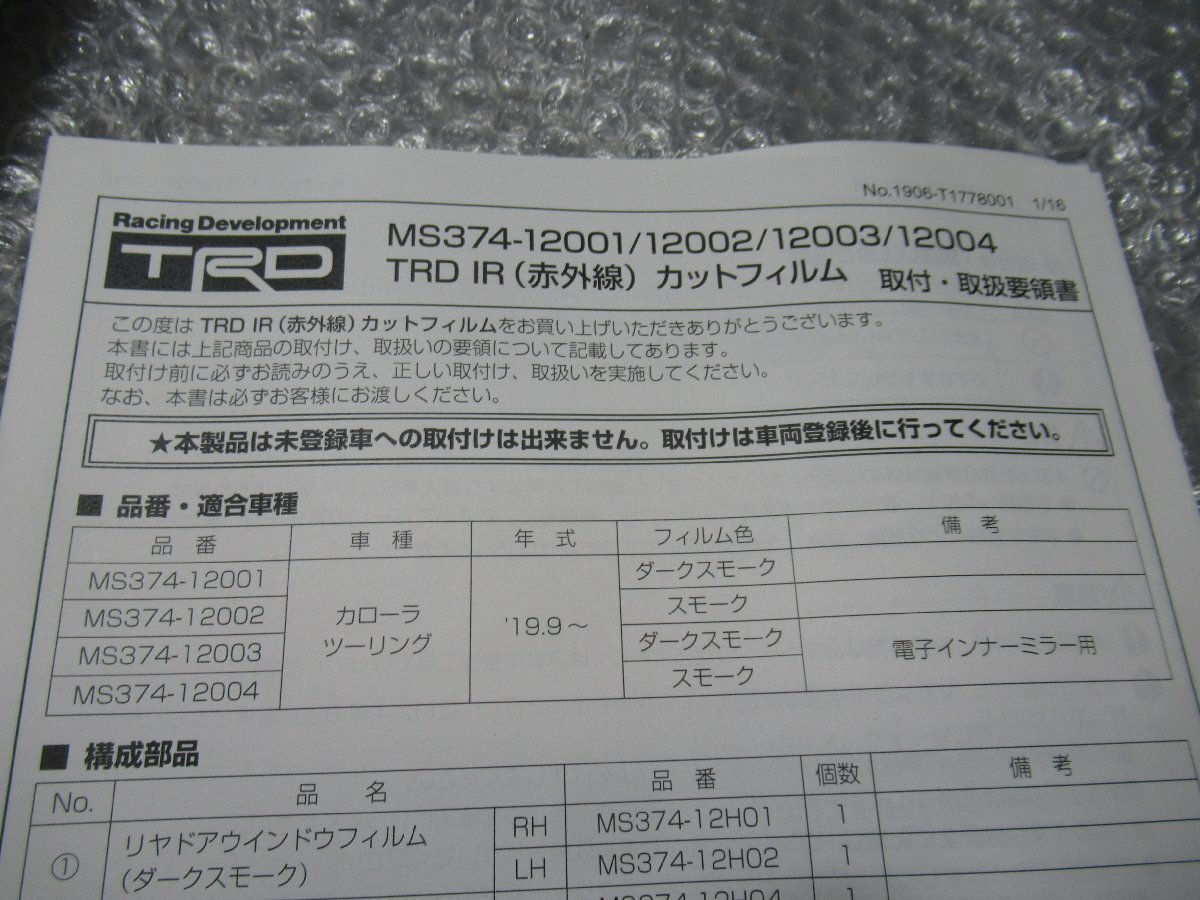 No.1906-T1778001 1/16
Racing Development
TRD
MS374-12001/12002/12003/12004
TRD IR（赤外線）カットフィルム 取付・取扱要領書
この度は TRD IR（赤外線）カットフィルムをお買い上げいただきありがとうございます。
本書には上記商品の取付け、取扱いの要領について記載してあります。
取付け前に必ずお読みのうえ、正しい取付け、取扱いを実施してください。
なお、本書は必ずお客様にお渡しください。
★本製品は未登録車への取付けは出来ません。取付けは車両登録後に行ってください。
■ 品番・適合車種
品 番 車 種 年 式 フィルム色 備 考
MS374-12001 ダークスモーク
MS374-12002 スモーク
カローラ
ツーリング
'19.9～
MS374-12003 ダークスモーク
MS374-12004 スモーク
電子インナーミラー用
■ 構成部品
No. 品 名 品 番 個数 備 考
① リヤドアウインドウフィルム
（ダークスモーク）
RH MS374-12H01 1
LH MS374-12H02 1
MS374-12H04 1